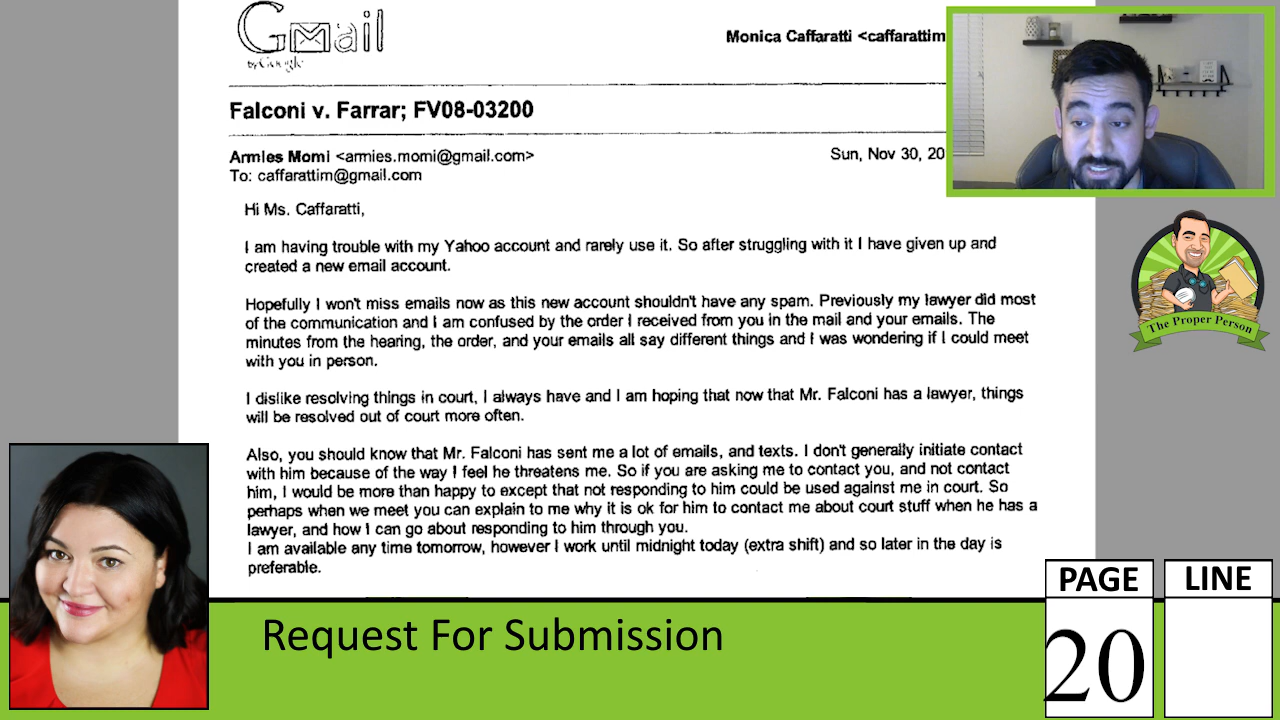 Gmail
by Google
Monica Caffaratti <caffarattim
Falconi v. Farrar; FV08-03200
Armies Momi <armies.momi@gmail.com>
Sun, Nov 30, 20
To: caffarattim@gmail.com
Hi Ms. Caffaratti,
I am having trouble with my Yahoo account and rarely use it. So after struggling with it I have given up and
created a new email account.
Hopefully I won't miss emails now as this new account shouldn't have any spam. Previously my lawyer did most
of the communication and I am confused by the order I received from you in the mail and your emails. The
minutes from the hearing, the order, and your emails all say different things and I was wondering if I could meet
with you in person.
I dislike resolving things in court, I always have and I am hoping that now that Mr. Falconi has a lawyer, things
will be resolved out of court more often.
Also, you should know that Mr. Falconi has sent me a lot of emails, and texts. I don't generally initiate contact
with him because of the way I feel he threatens me. So if you are asking me to contact you, and not contact
him, I would be more than happy to except that not responding to him could be used against me in court. So
perhaps when we meet you can explain to me why it is ok for him to contact me about court stuff when he has a
lawyer, and how I can go about responding to him through you.
I am available any time tomorrow, however I work until midnight today (extra shift) and so later in the day is
preferable.
The Proper Person
PAGE
LINE
20
Request For Submission